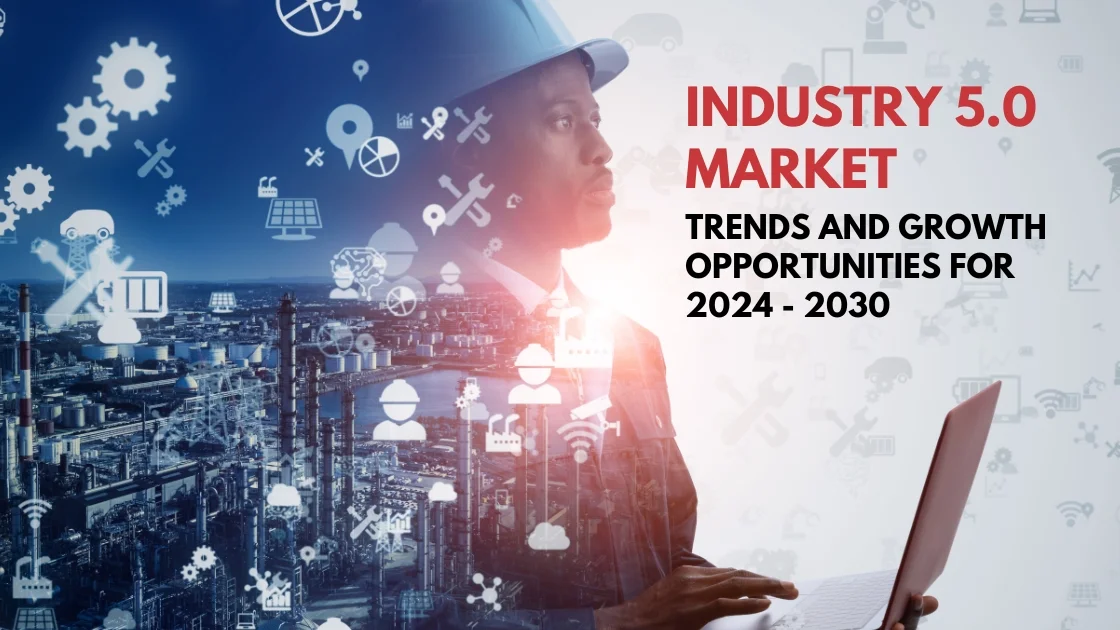 INDUSTRY 5.0
MARKET
TRENDS AND GROWTH
OPPORTUNITIES FOR
2024 - 2030